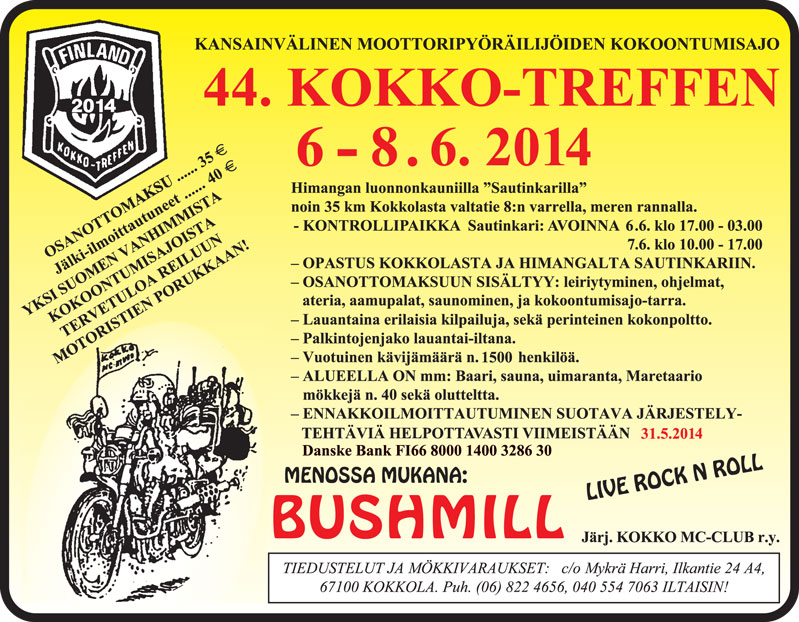 FINLAND
2014
KOKKO-TREFFEN
KANSAINVÄLINEN MOOTTORIPYÖRÄILIJÖIDEN KOKOONTUMISAJO
44. KOKKO-TREFFEN
6 - 8.6. 2014
OSANOTTOMAKSU ...... 35 €
Jälki-ilmoittautuneet ...... 40 €
YKSI SUOMEN VANHIMMISTA
KOKOONTUMISAJOISTA
TERVETULOA REILUUN
MOTORISTIEN PORUKKAAN!
Himangan luonnonkauniilla ”Sautinkarilla”
noin 35 km Kokkolasta valtatie 8:n varrella, meren rannalla.
- KONTROLLIPAIKKA Sautinkari: AVOINNA 6.6. klo 17.00 - 03.00
7.6. klo 10.00 - 17.00
– OPASTUS KOKKOLASTA JA HIMANGALTA SAUTINKARIIN.
– OSANOTTOMAKSUUN SISÄLTYY: leiriytyminen, ohjelmat,
ateria, aamupalat, saunominen, ja kokoontumisajo-tarra.
– Lauantaina erilaisia kilpailuja, sekä perinteinen kokonpoltto.
– Palkintojenjako lauantai-iltana.
– Vuotuinen kävijämäärä n. 1500 henkilöä.
– ALUEELLA ON mm: Baari, sauna, uimaranta, Maretaario
mökkejä n. 40 sekä olutteltta.
– ENNAKKOILMOITTAUTUMINEN SUOTAVA JÄRJESTELY-
TEHTÄVIÄ HELPOTTAVASTI VIIMEISTÄÄN 31.5.2014
Danske Bank FI66 8000 1400 3286 30
KOKKO
MC-CLUB
MENOSSA MUKANA:
LIVE ROCK N ROLL
BUSHMILL
Järj. KOKKO MC-CLUB r.y.
TIEDUSTELUT JA MÖKKIVARAUKSET: c/o Mykrä Harri, Ilkantie 24 A4,
67100 KOKKOLA. Puh. (06) 822 4656, 040 554 7063 ILTAISIN!